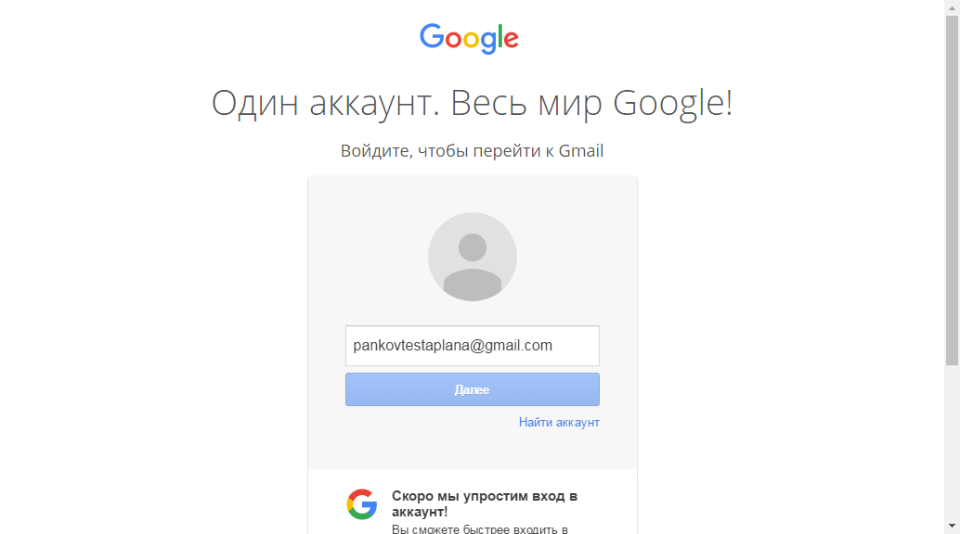 Google
Один аккаунт. Весь мир Google!
Войдите, чтобы перейти к Gmail
pankovtestaplana@gmail.com
Далее
Найти аккаунт
Скоро мы упростим вход в
аккаунт!
Вы сможете быстрее входить в